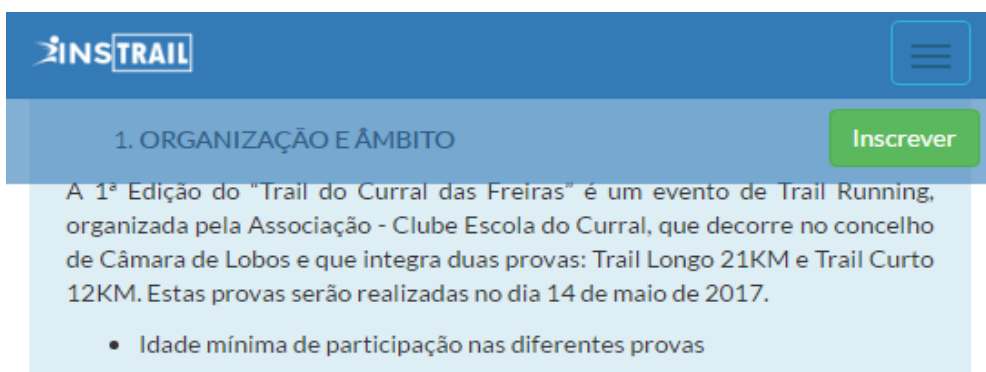 INSTRAIL
1. ORGANIZAÇÃO E ÂMBITO
Inscrever
A 1ª Edição do “Trail do Curral das Freiras” é um evento de Trail Running,
organizada pela Associação - Clube Escola do Curral, que decorre no concelho
de Câmara de Lobos e que integra duas provas: Trail Longo 21KM e Trail Curto
12KM. Estas provas serão realizadas no dia 14 de maio de 2017.
• Idade mínima de participação nas diferentes provas